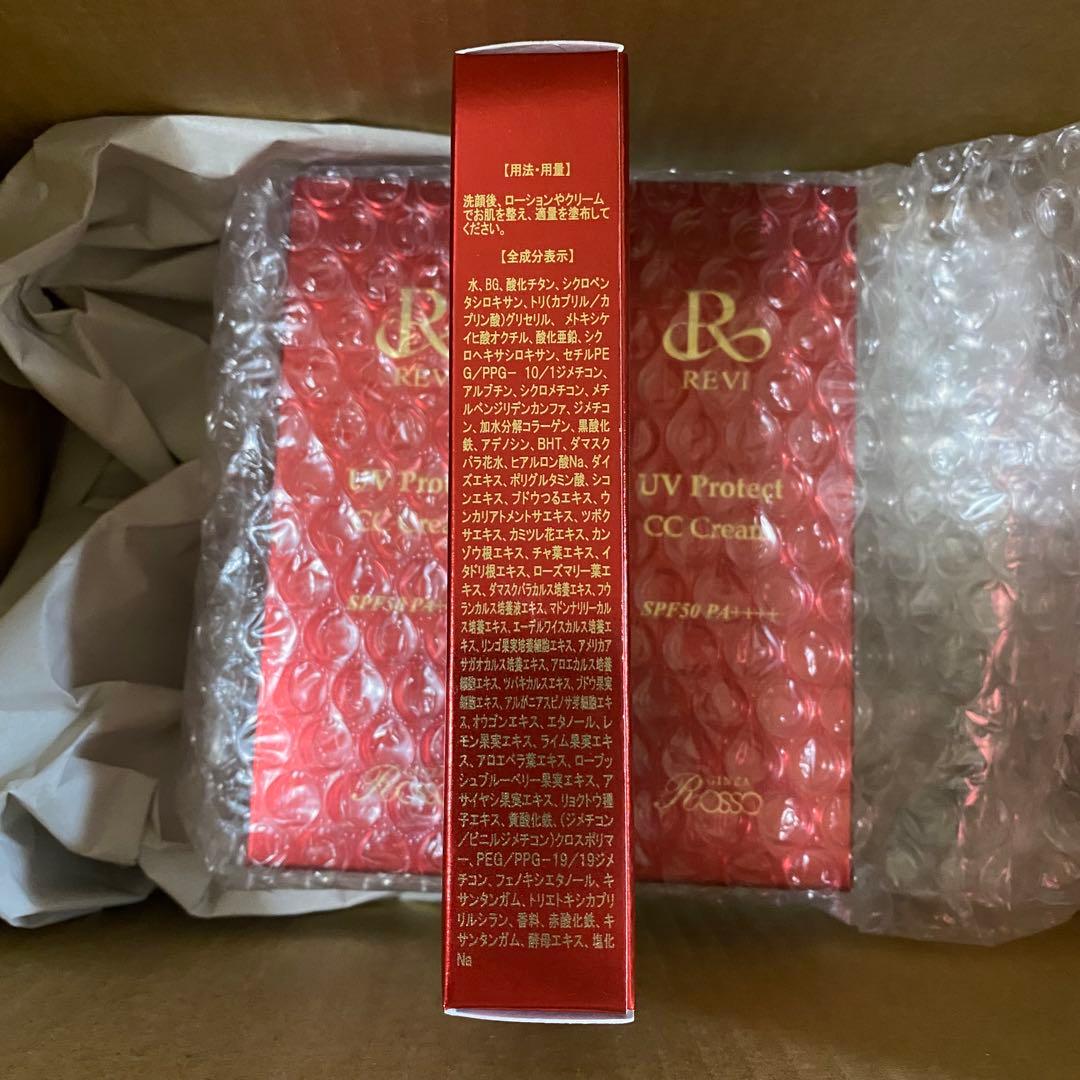 【用法・用量】
洗顔後、ローションやクリーム
でお肌を整え、適量を塗布して
ください。
【全成分表示】
水、BG、酸化チタン、シクロペン
タシロキサン、トリ(カプリル/カ
プリン酸)グリセリル、メトキシケ
イヒ酸オクチル、酸化亜鉛、シク
ロヘキサシロキサン、セチルPE
G/PPG- 10/1ジメチコン、
アルブチン、シクロメチコン、メチ
ルベンジリデンカンファ、ジメチコ
ン、加水分解コラーゲン、黒酸化
鉄、アデノシン、BHT、ダマスク
バラ花水、ヒアルロン酸Na、ダイ
ズエキス、ポリグルタミン酸、シコ
ンエキス、ブドウつるエキス、ウ
ンカリアトメントサエキス、ツボク
サエキス、カミツレ花エキス、カン
ゾウ根エキス、チャ葉エキス、イ
タドリ根エキス、ローズマリー葉エ
キス、ダマスクバラカルス培養エキス、フウ
ランカルス培養液エキス、マドンナリリーカル
ス培養エキス、エーデルワイスカルス培養エ
キス、リンゴ果実培養細胞エキス、アメリカア
サガオカルス培養エキス、アロエカルス培養
細胞エキス、ツバキカルスエキス、ブドウ果実
細胞エキス、アルガニアスピノサ芽細胞エキ
ス、オウゴンエキス、エタノール、レ
モン果実エキス、ライム果実エキ
ス、アロエベラ葉エキス、ローブッ
シュブルーベリー果実エキス、ア
サイヤシ果実エキス、リョクトウ種
子エキス、黄酸化鉄、(ジメチコン
/ビニルジメチコン)クロスポリマ
ー、PEG/PPG-19/19ジメ
チコン、フェノキシエタノール、キ
サンタンガム、トリエトキシカプリ
リルシラン、香料、赤酸化鉄、キ
サンタンガム、酵母エキス、塩化
Na
R
REV
UV Protect
CC Crea
SPF50 PA+
Rosso
R
REVI
UV Protect
CC Cream
SPF50 PA++++
GINZA
Rosso